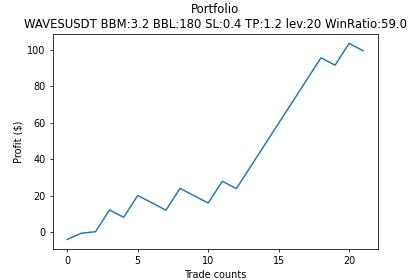 Portfolio
WAVESUSDT BBM:3.2 BBL:180 SL:0.4 TP:1.2 lev:20 WinRatio:59.0
100
80
60
40
20
0
Profit ($)
0 5 10 15 20
Trade counts